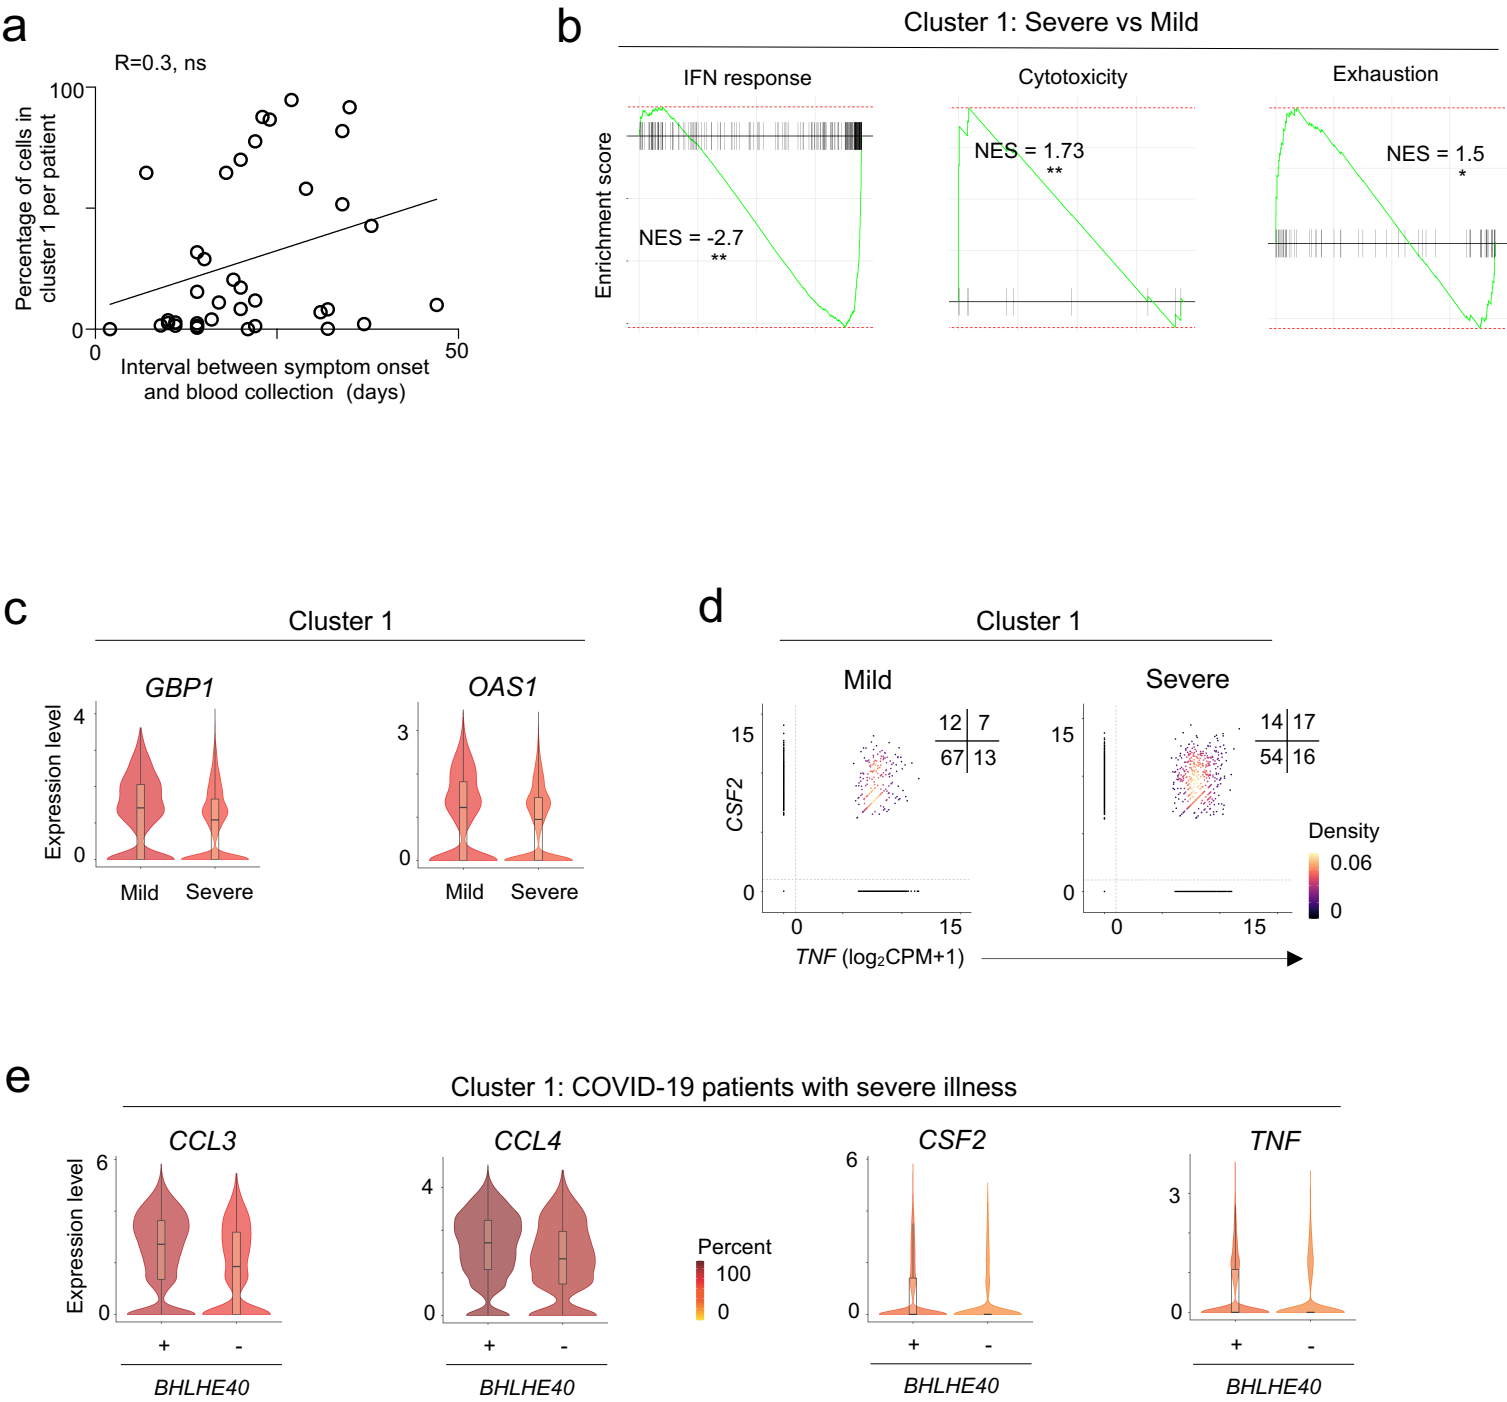 a
R=0.3, ns
Percentage of cells in
cluster 1 per patient
100
0
0
50
Interval between symptom onset
and blood collection (days)
b
Cluster 1: Severe vs Mild
Enrichment score
IFN response
NES = -2.7
**
Cytotoxicity
NES = 1.73
**
Exhaustion
NES = 1.5
*
c
Cluster 1
Expression level
GBP1
4
0
Mild Severe
OAS1
3
0
Mild Severe
d
Cluster 1
CSF2
Mild
15
0
0 15
12 7
67 13
Severe
15
0
0 15
14 17
54 16
TNF (log₂CPM+1)
Density
0.06
0
e
Cluster 1: COVID-19 patients with severe illness
Expression level
CCL3
6
0
+ -
BHLHE40
CCL4
4
0
+ -
BHLHE40
Percent
100
0
CSF2
6
0
+ -
BHLHE40
TNF
3
0
+ -
BHLHE40